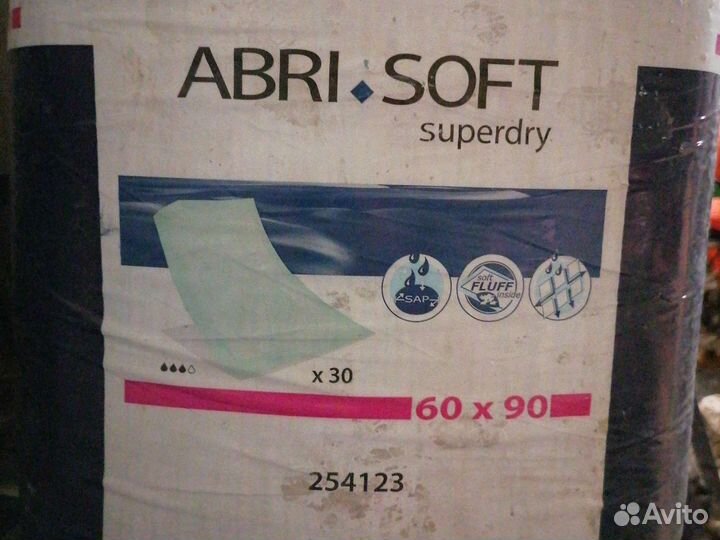 ABRI SOFT
superdry
SAP
soft
FLUFF
inside
x 30
60 x 90
254123
Avito